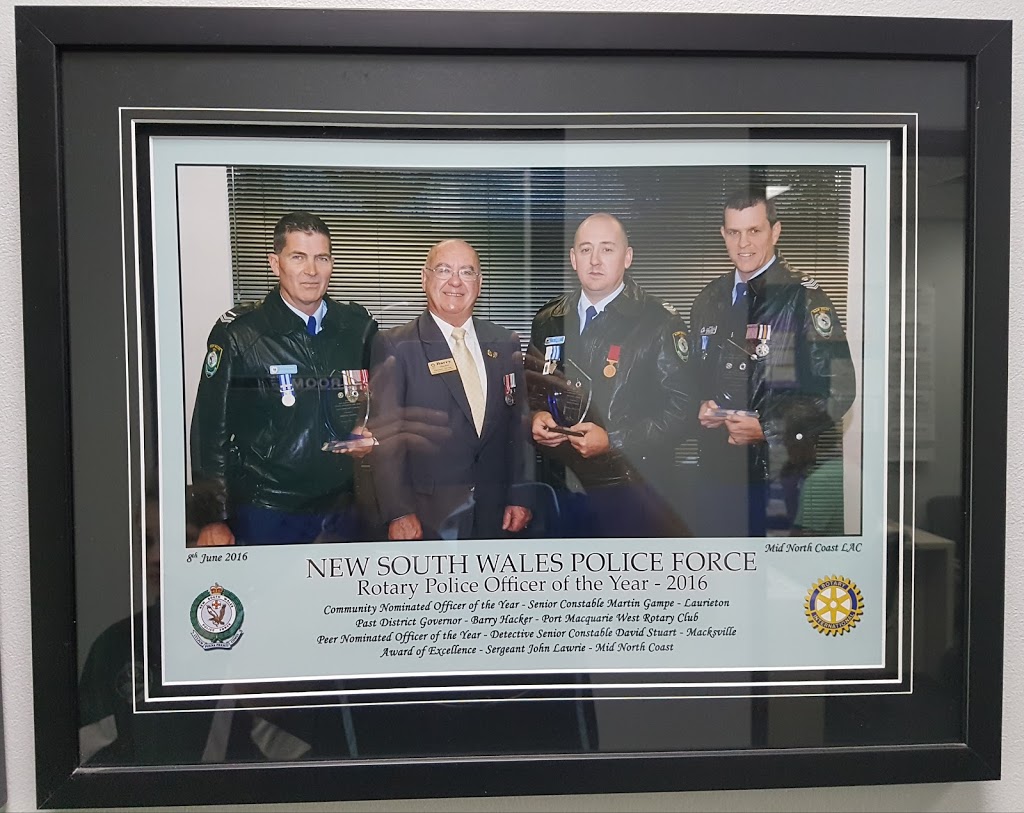 8th June 2016
Mid North Coast LAC
NEW SOUTH WALES POLICE FORCE
Rotary Police Officer of the Year - 2016
Community Nominated Officer of the Year - Senior Constable Martin Gampe - Laurieton
Past District Governor - Barry Hacker - Port Macquarie West Rotary Club
Peer Nominated Officer of the Year - Detective Senior Constable David Stuart - Macksville
Award of Excellence - Sergeant John Lawrie - Mid North Coast
ROTARY
INTERNATIONAL